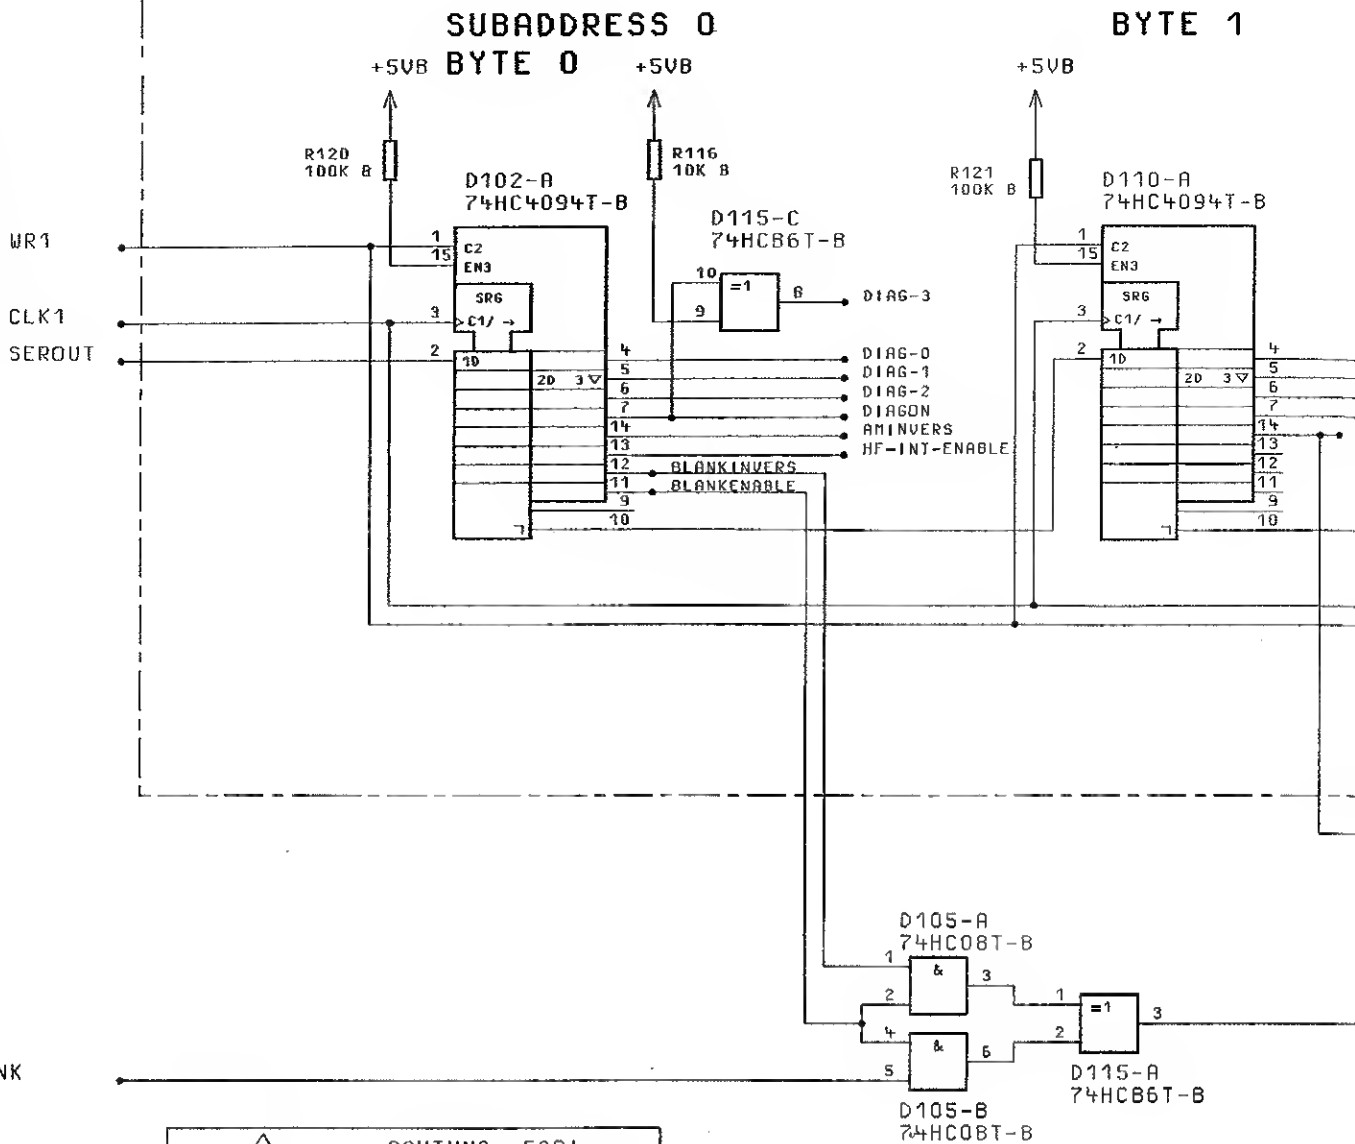 SUBADDRESS 0
BYTE 0
BYTE 1
+5VB
+5VB
+5VB
R120
100K B
R116
10K B
R121
100K B
D102-A
74HC4094T-B
D115-C
74HC86T-B
D110-A
74HC4094T-B
WR1
CLK1
SEROUT
1
15
3
2
C2
EN3
SRG
C1/ →
1D
2D 3 ▽
4
5
6
7
14
13
12
11
9
10
10
9
=1
8
DIAG-3
DIAG-0
DIAG-1
DIAG-2
DIAGON
AMINVERS
HF-INT-ENABLE
BLANKINVERS
BLANKENABLE
1
15
3
2
C2
EN3
SRG
C1/ →
1D
2D 3 ▽
4
5
6
7
14
13
12
11
9
10
D105-A
74HC08T-B
1
2
&
3
4
5
&
6
D105-B
74HC08T-B
1
2
=1
3
D115-A
74HC86T-B
NK